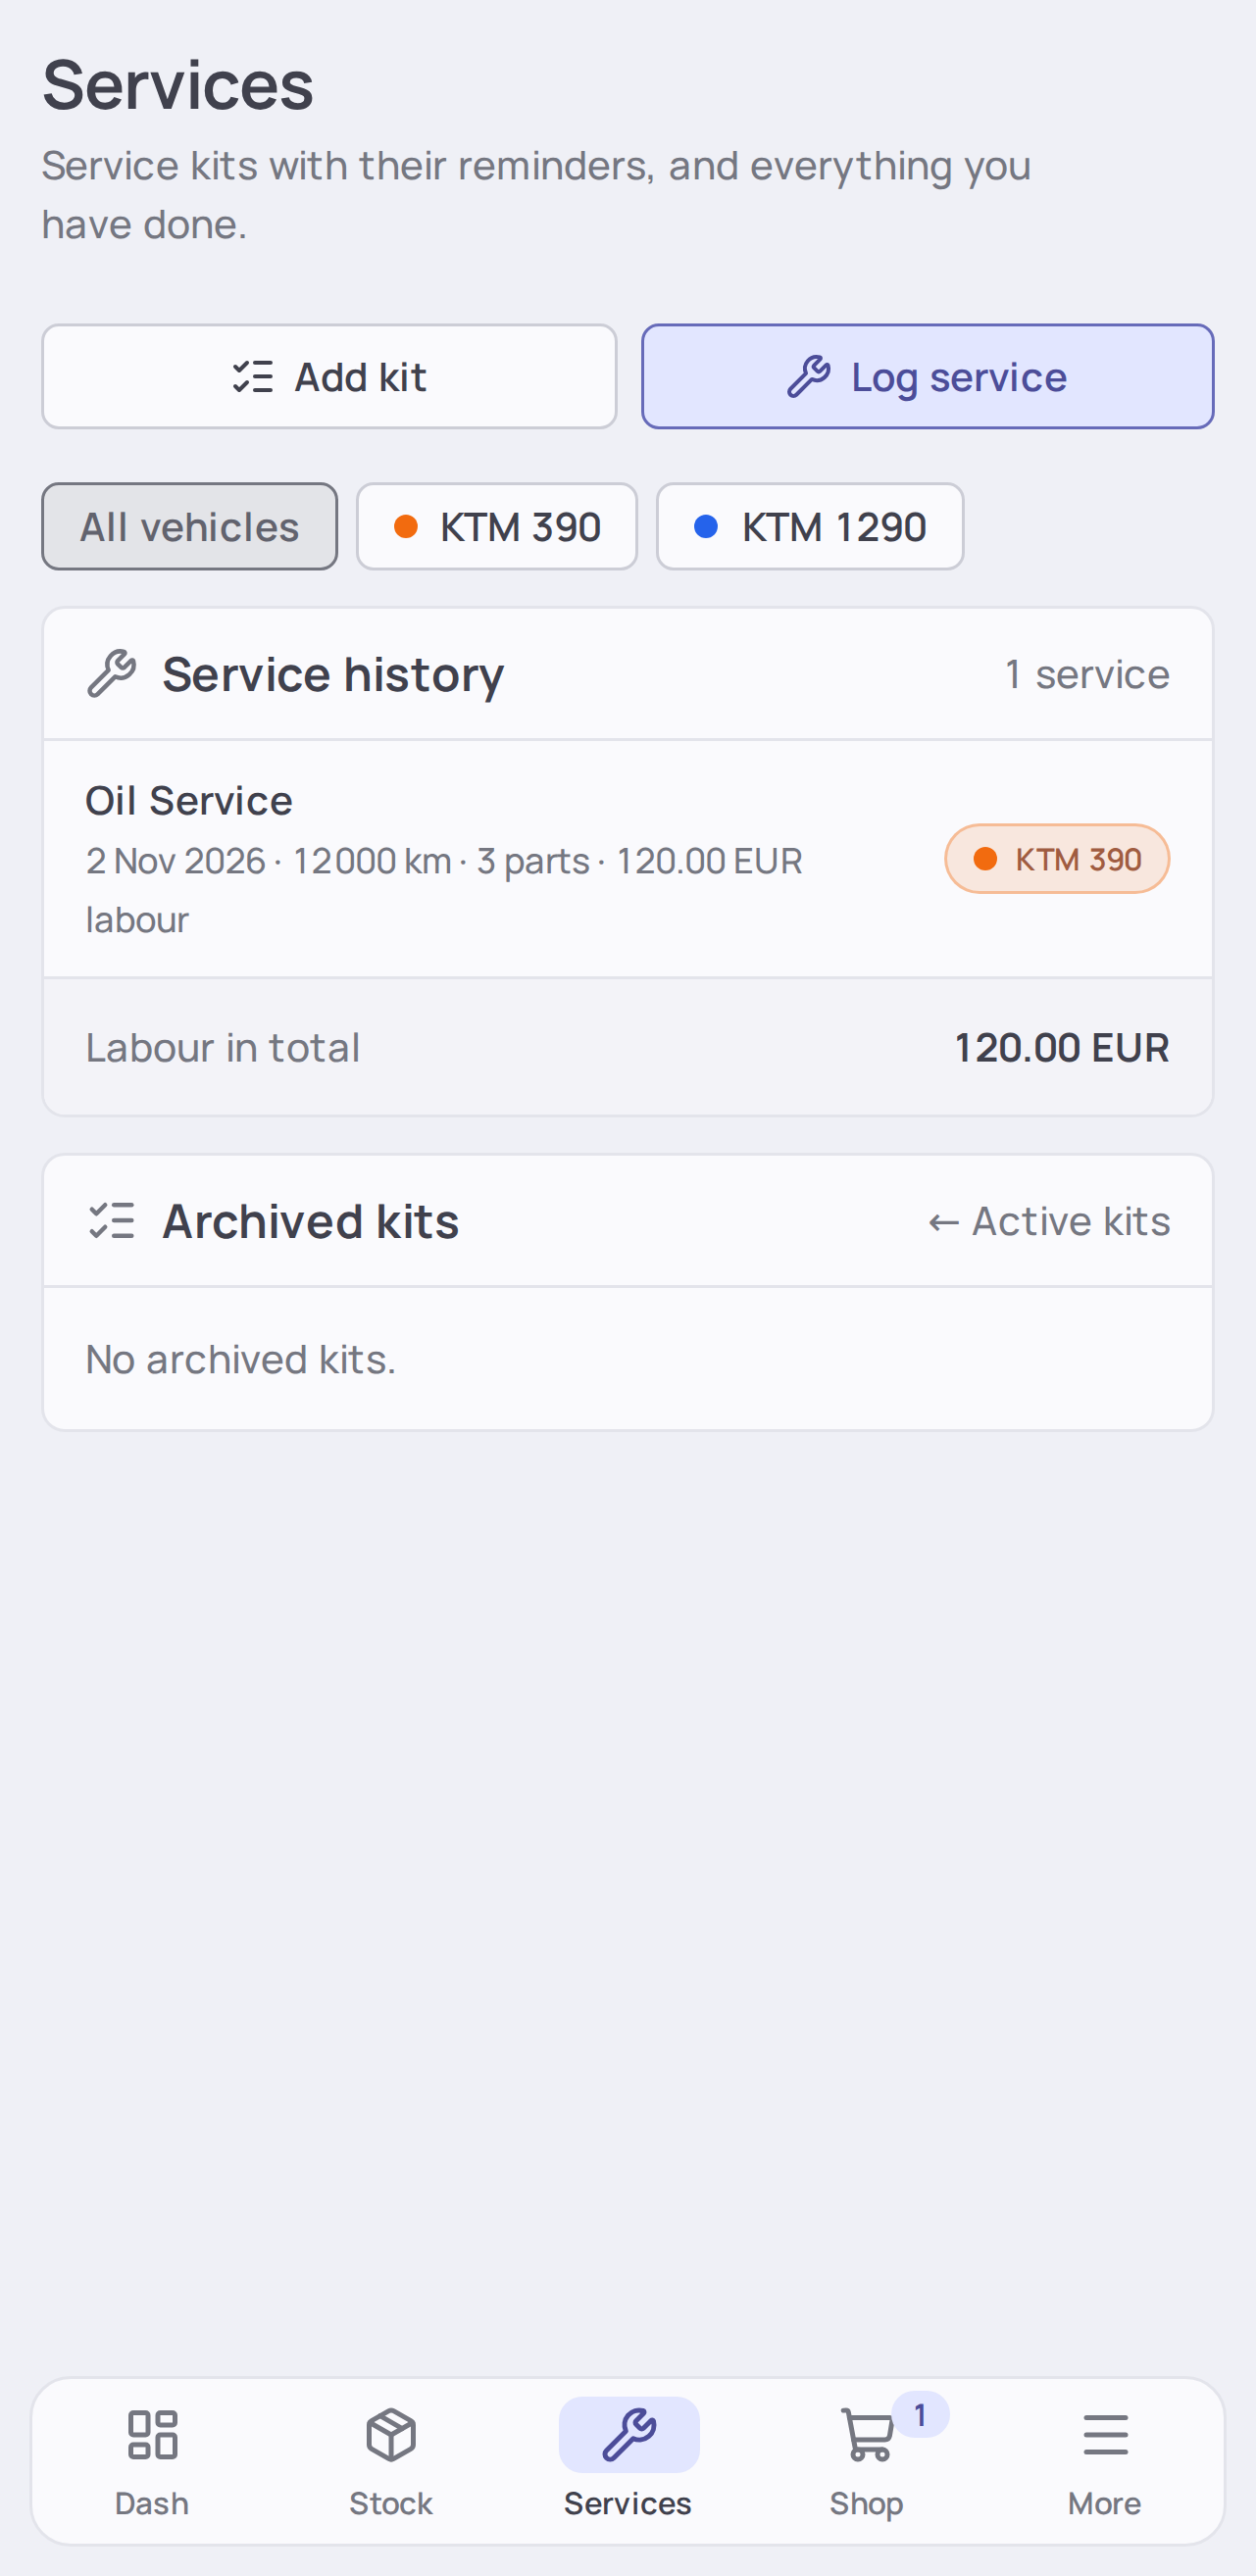 Services
Service kits with their reminders, and everything you
have done.
Add kit
Log service
All vehicles
KTM 390
KTM 1290
Service history
1 service
Oil Service
2 Nov 2026 · 12 000 km · 3 parts · 120.00 EUR
labour
KTM 390
Labour in total
120.00 EUR
Archived kits
← Active kits
No archived kits.
1
Dash
Stock
Services
Shop
More